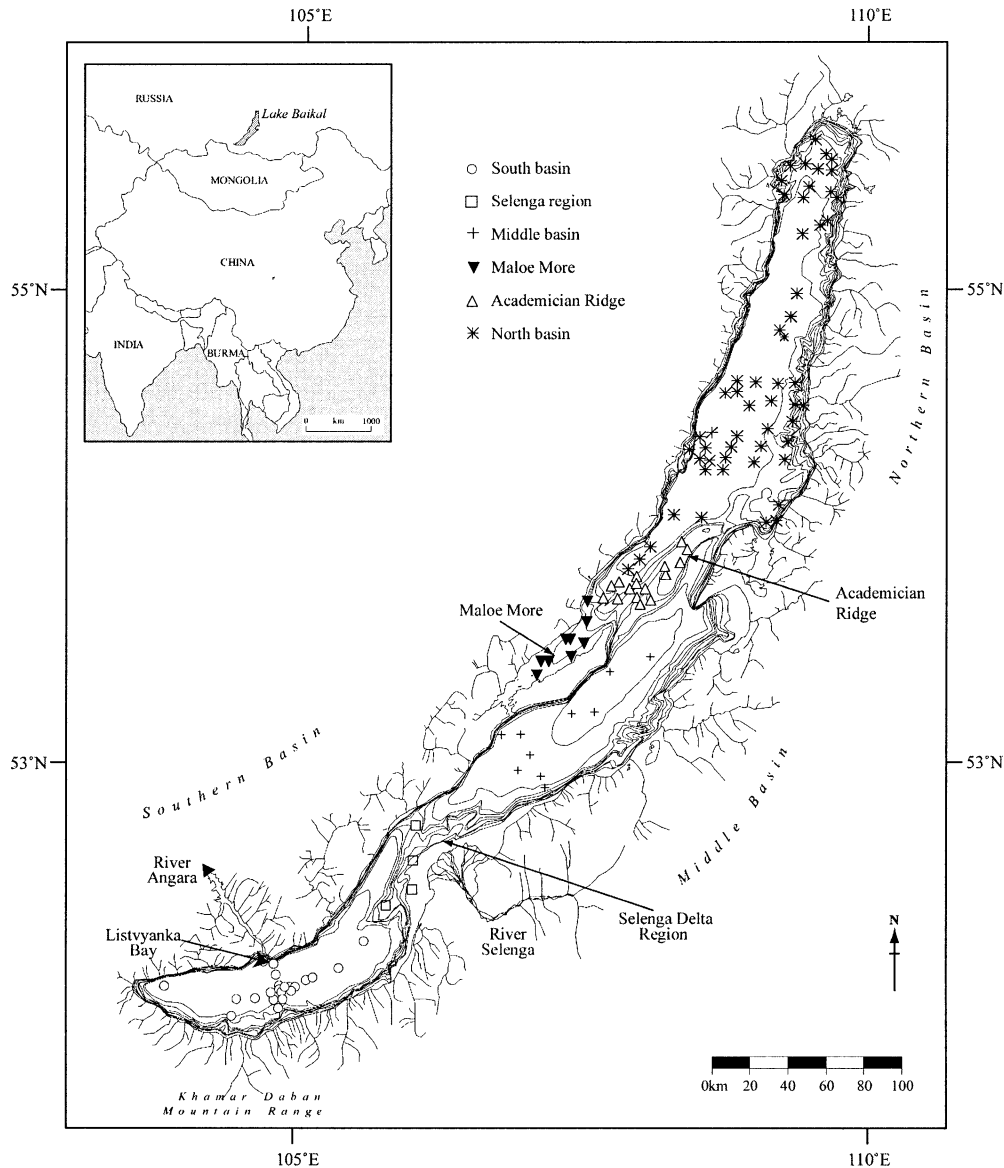 105°E
110°E
RUSSIA
Lake Baikal
MONGOLIA
CHINA
INDIA
BURMA
0 km 1000
South basin
Selenga region
Middle basin
Maloe More
Academician Ridge
North basin
55°N
55°N
Northern Basin
Academician
Ridge
Maloe More
53°N
53°N
Southern Basin
Middle Basin
River
Angara
Listvyanka
Bay
River
Selenga
Selenga Delta
Region
N
0km 20 40 60 80 100
Khamar Daban
Mountain Range
105°E
110°E